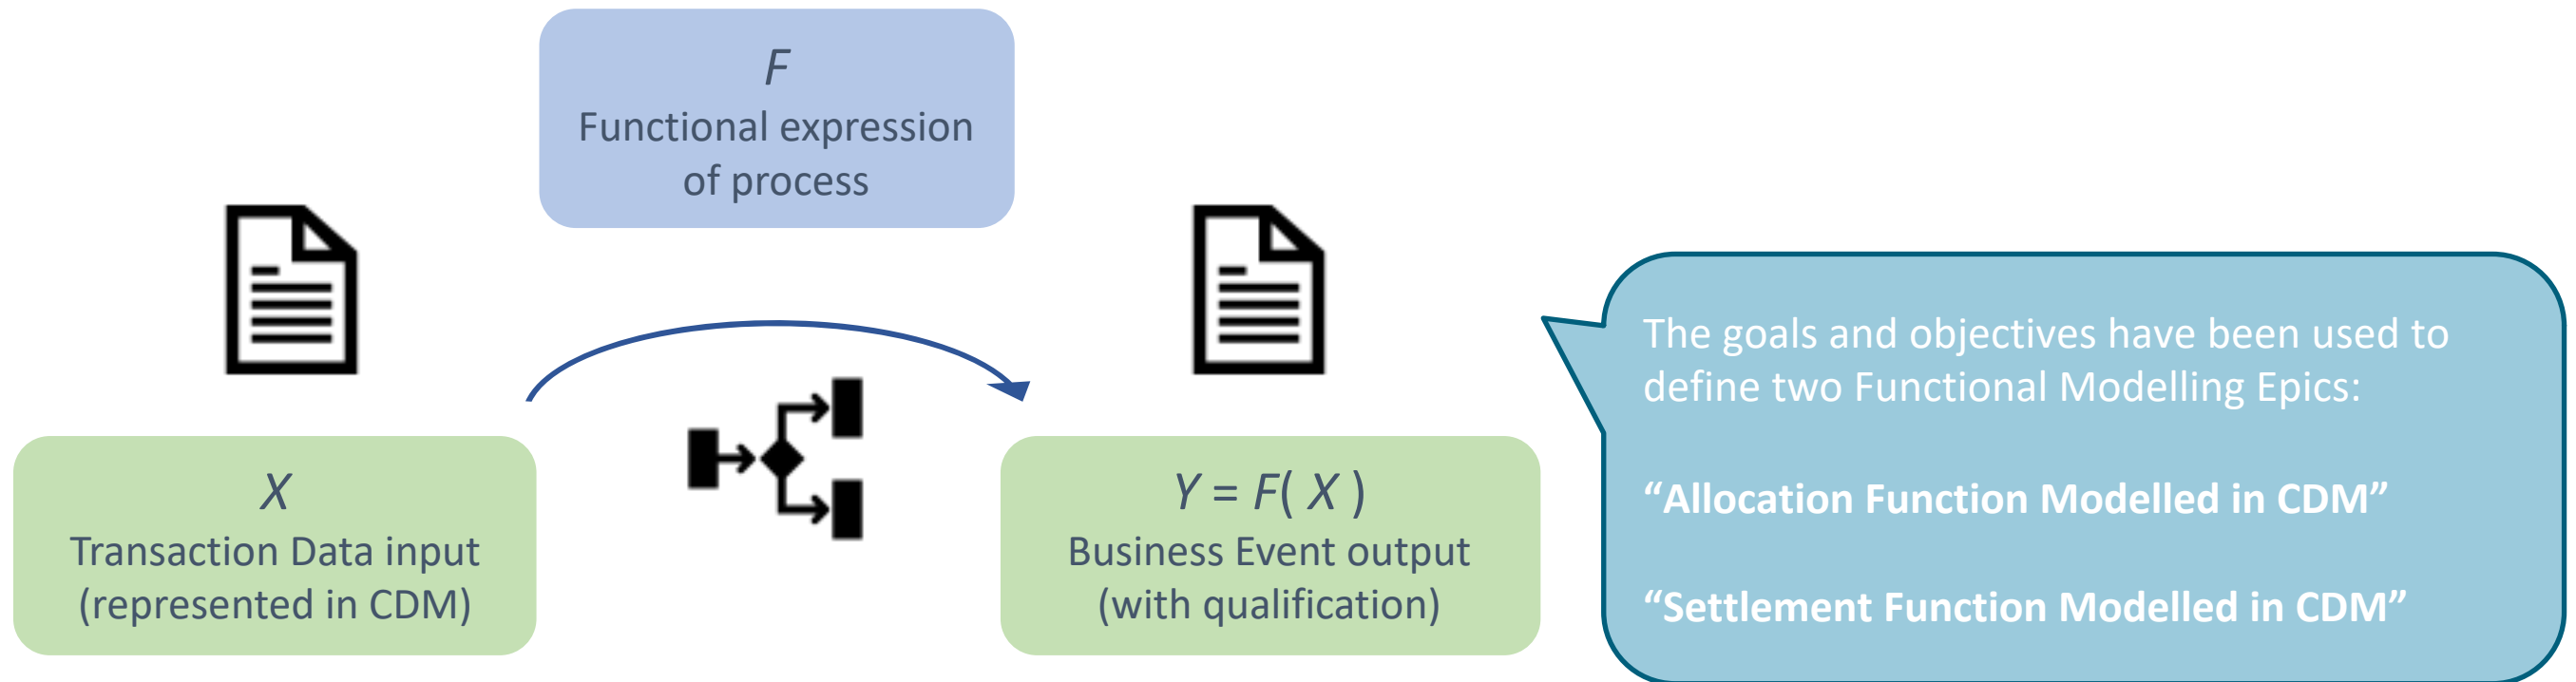 F
Functional expression
of process
X
Transaction Data input
(represented in CDM)
Y = F( X )
Business Event output
(with qualification)
The goals and objectives have been used to
define two Functional Modelling Epics:
“Allocation Function Modelled in CDM”
“Settlement Function Modelled in CDM”